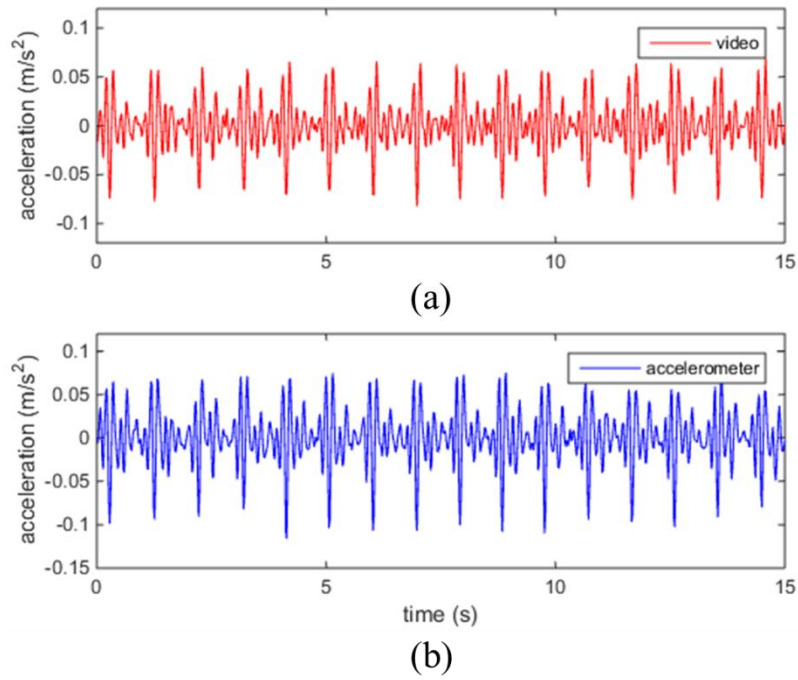 0.1
0.05
0
-0.05
-0.1
acceleration (m/s²)
video
0 5 10 15
(a)
0.1
0.05
0
-0.05
-0.1
-0.15
acceleration (m/s²)
accelerometer
0 5 10 15
time (s)
(b)